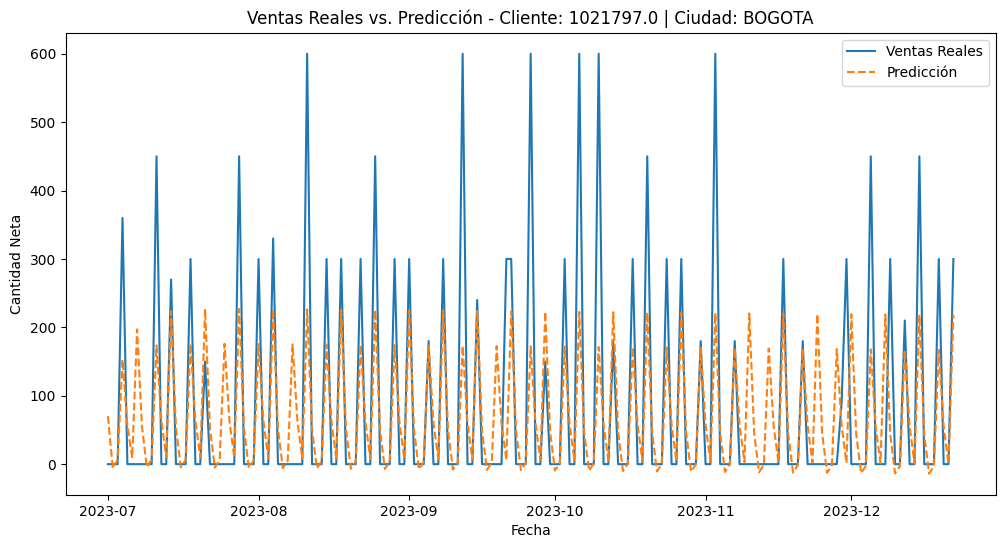 Ventas Reales vs. Predicción - Cliente: 1021797.0 | Ciudad: BOGOTA
Ventas Reales
Predicción
600
500
400
300
200
100
0
Cantidad Neta
2023-07 2023-08 2023-09 2023-10 2023-11 2023-12
Fecha